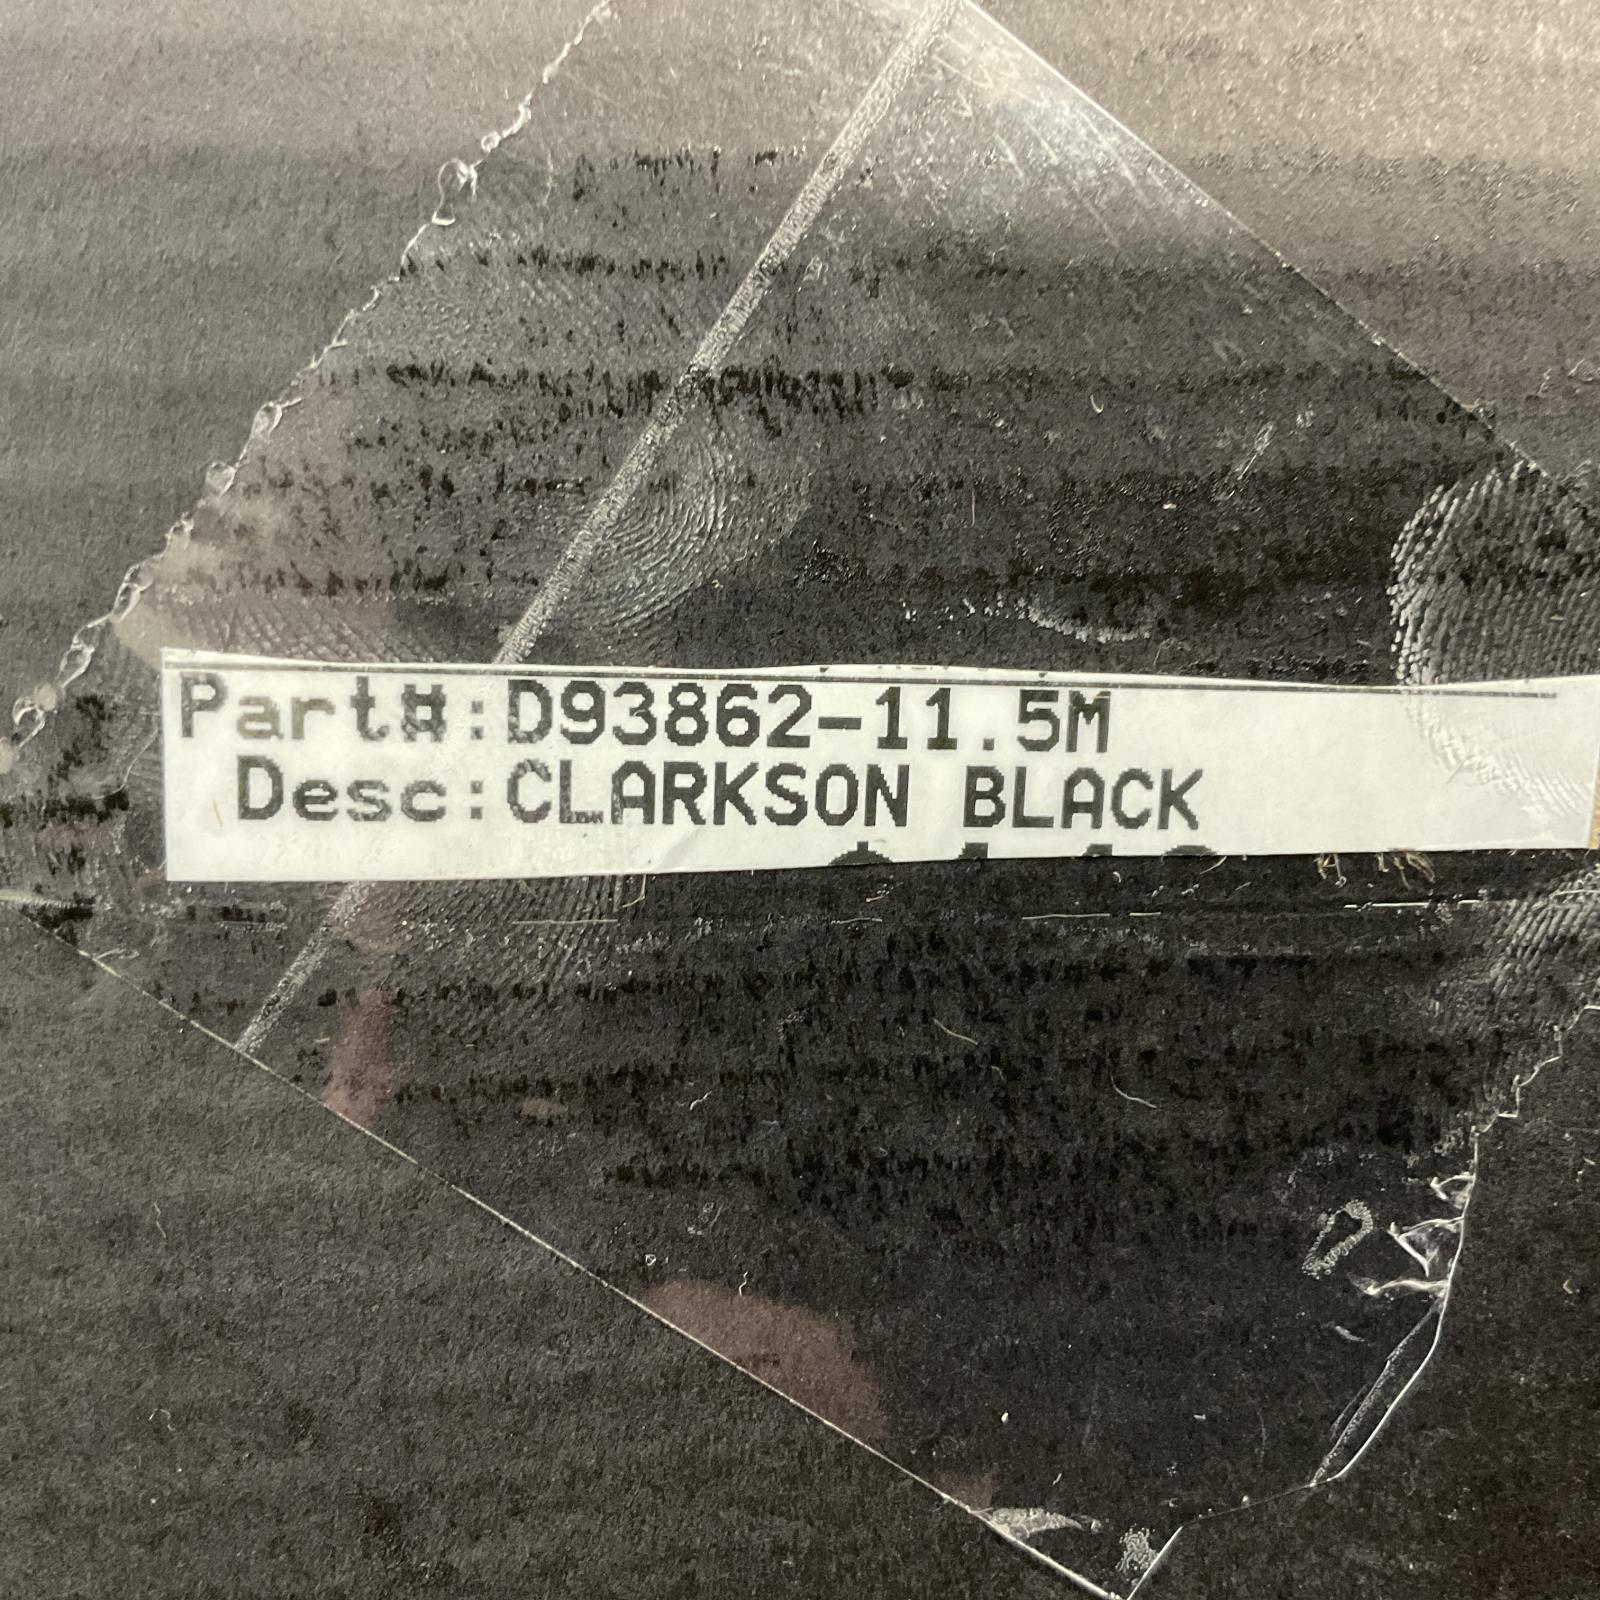 Part#:D93862-11.5M
Desc:CLARKSON BLACK